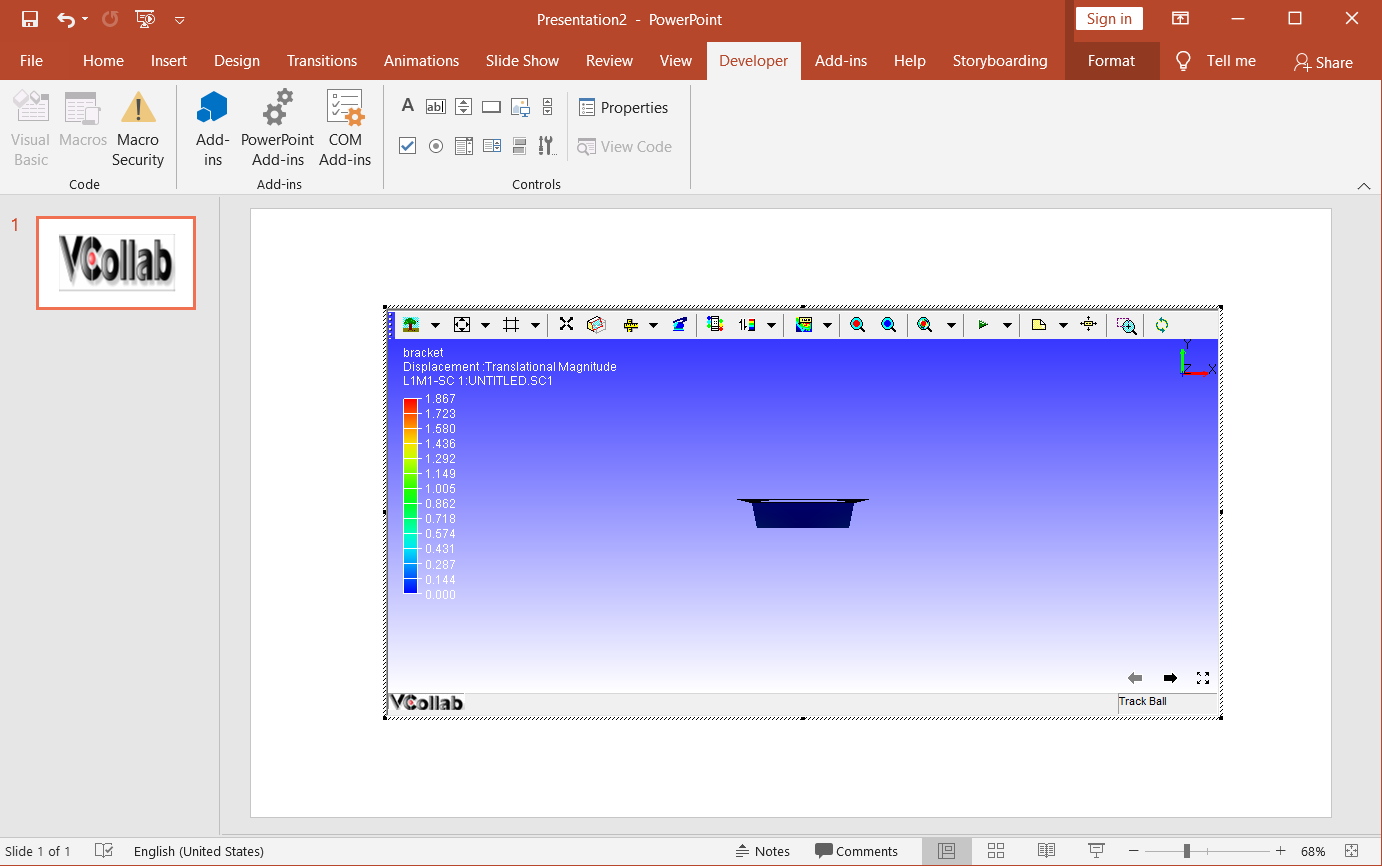 Presentation2 - PowerPoint
Sign in
File Home Insert Design Transitions Animations Slide Show Review View Developer Add-ins Help Storyboarding Format Tell me Share
Visual Basic
Macros
Macro Security
Code
Add-ins
PowerPoint Add-ins
COM Add-ins
Add-ins
A
ab
Properties
View Code
Controls
1
VCollab
bracket
Displacement :Translational Magnitude
L1M1-SC 1:UNTITLED.SC1
1.867
1.723
1.580
1.436
1.292
1.149
1.005
0.862
0.718
0.574
0.431
0.287
0.144
0.000
Y
Z
X
VCollab
Track Ball
Slide 1 of 1
English (United States)
Notes
Comments
68%